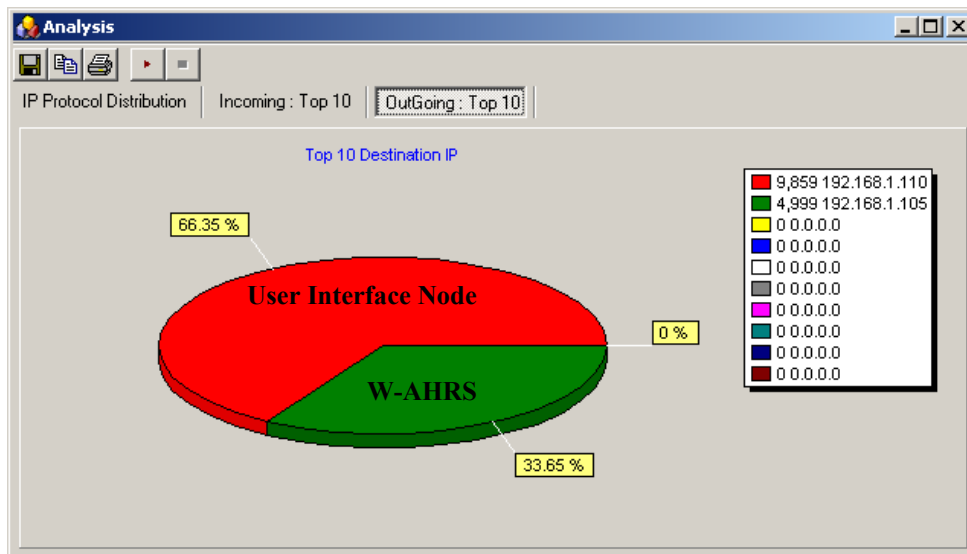 Analysis
IP Protocol Distribution
Incoming : Top 10
OutGoing : Top 10
Top 10 Destination IP
66.35 %
User Interface Node
W-AHRS
0 %
33.65 %
9,859 192.168.1.110
4,999 192.168.1.105
0 0.0.0.0
0 0.0.0.0
0 0.0.0.0
0 0.0.0.0
0 0.0.0.0
0 0.0.0.0
0 0.0.0.0
0 0.0.0.0